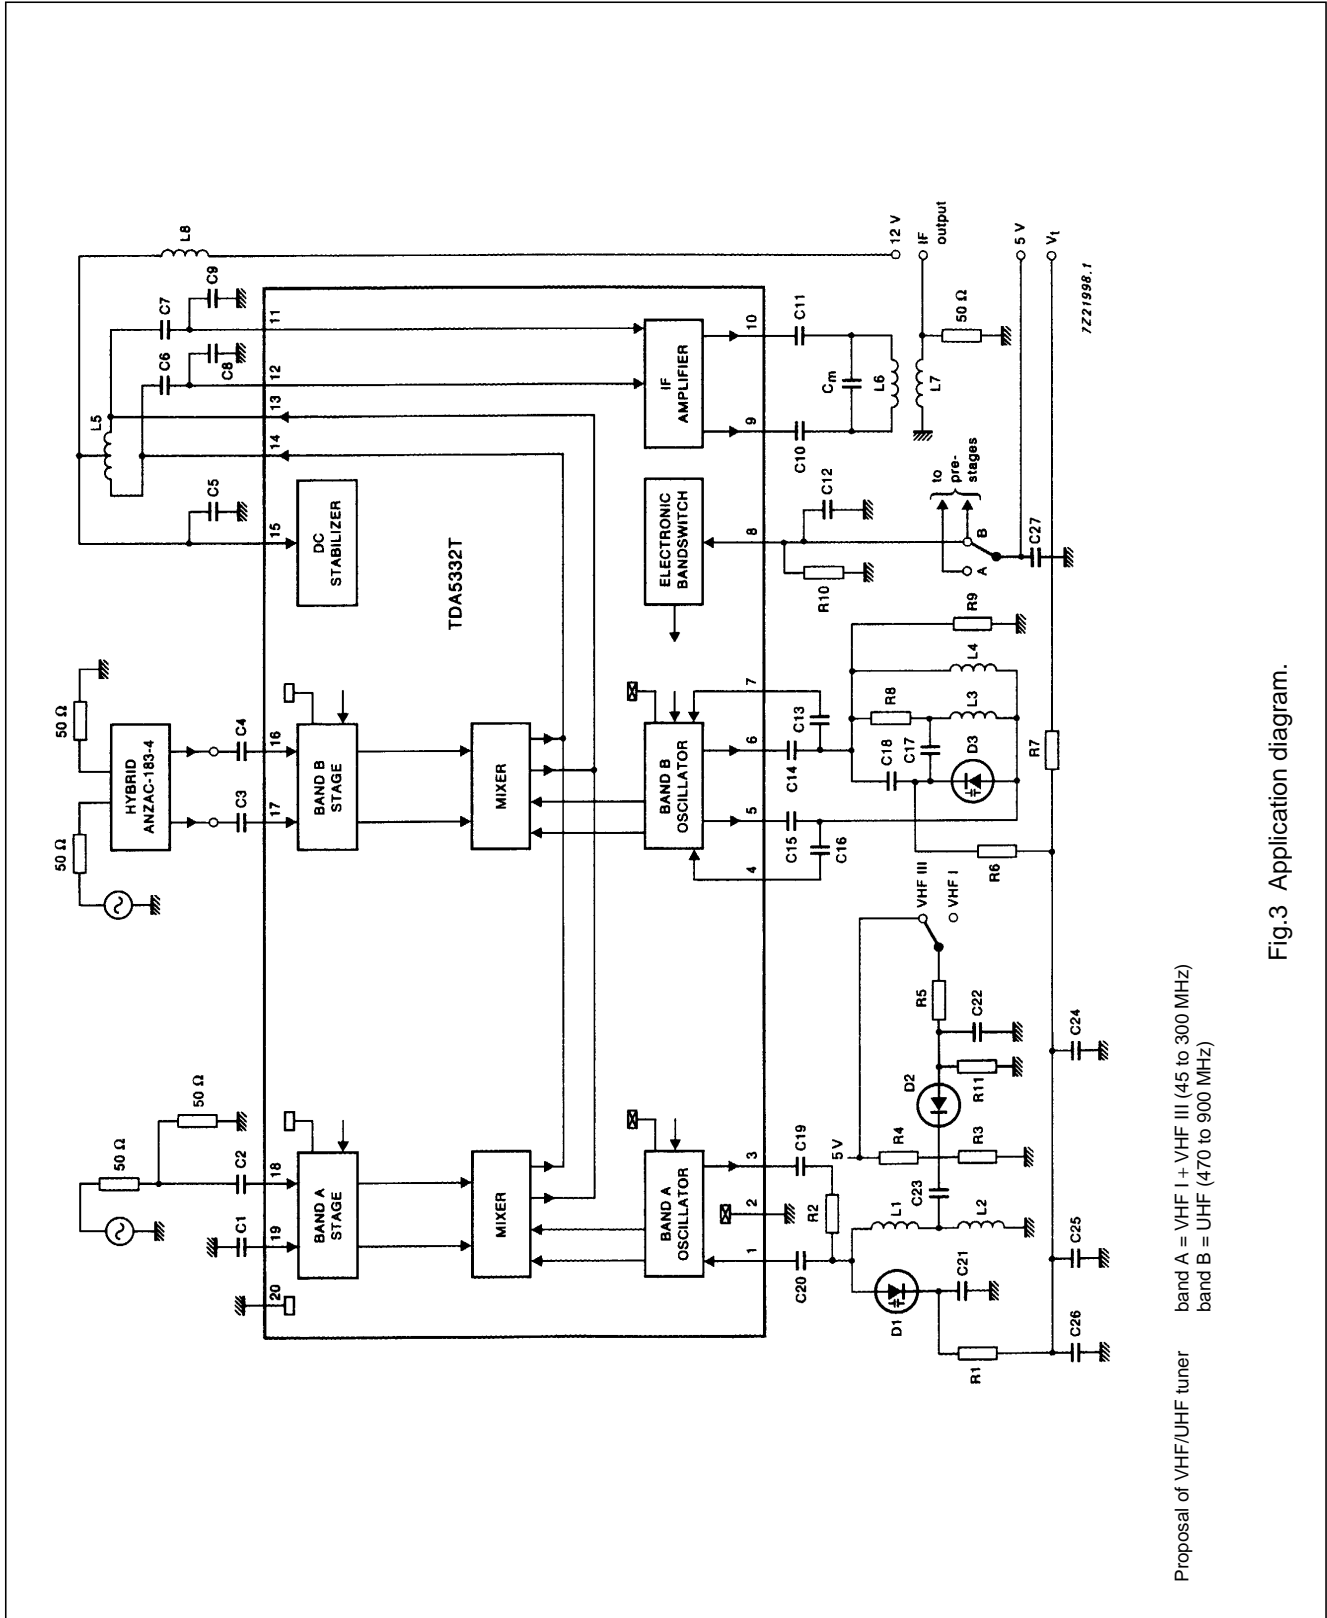 50 Ω
50 Ω
C1
C2
19
18
20
BAND A
STAGE
MIXER
BAND A
OSCILLATOR
1
2
3
50 Ω
50 Ω
HYBRID
ANZAC-183-4
C3
C4
17
16
BAND B
STAGE
MIXER
BAND B
OSCILLATOR
4
5
6
7
TDA5332T
DC
STABILIZER
15
14
13
12
11
C5
L5
C6
C7
C8
C9
L8
ELECTRONIC
BANDSWITCH
8
IF
AMPLIFIER
9
10
C20
C19
R2
D1
C21
R1
L1
L2
C23
5 V
R4
R3
D2
R11
C22
R5
VHF III
VHF I
C26
C25
C24
C15
C16
C14
C13
R6
C18
C17
D3
R8
L3
L4
R9
R7
R10
C12
A
B
to
pre-
stages
C27
C10
C11
Cm
L6
L7
50 Ω
12 V
IF
output
5 V
Vt
7Z21998.1
Proposal of VHF/UHF tuner
band A = VHF I + VHF III (45 to 300 MHz)
band B = UHF (470 to 900 MHz)
Fig.3 Application diagram.